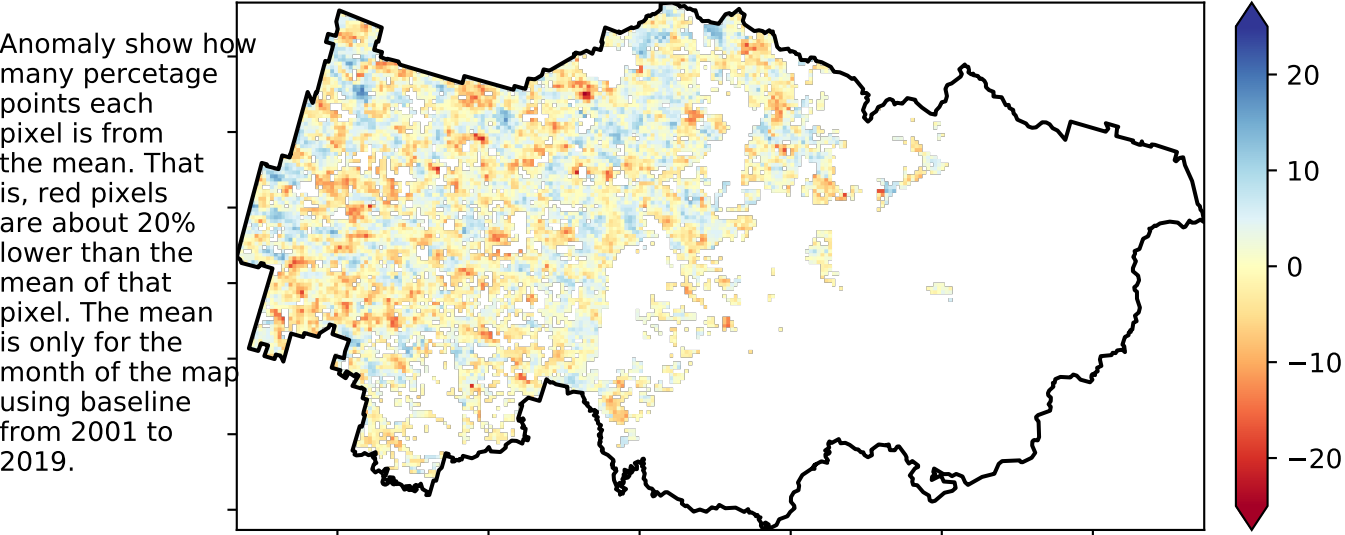 Anomaly show how
many percetage
points each
pixel is from
the mean. That
is, red pixels
are about 20%
lower than the
mean of that
pixel. The mean
is only for the
month of the map
using baseline
from 2001 to
2019.
20
10
0
−10
−20